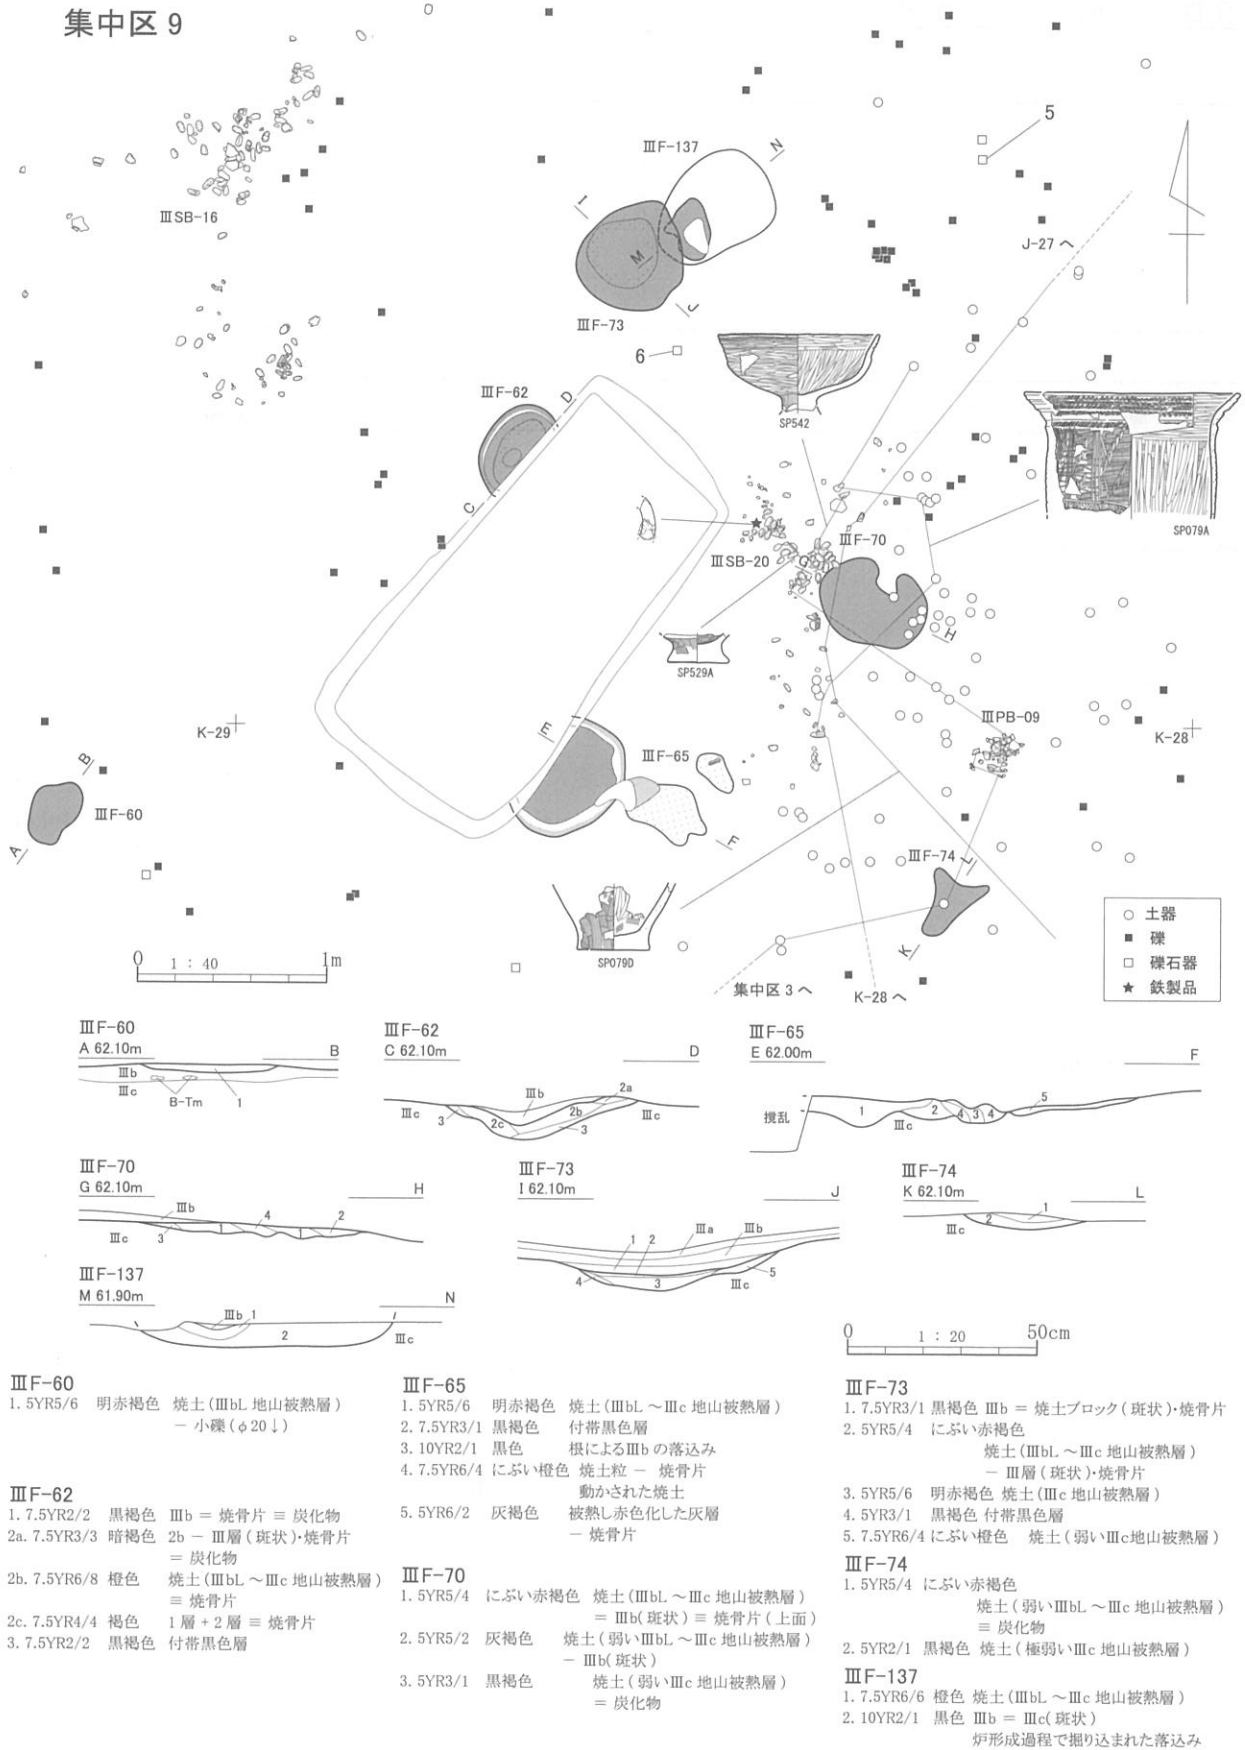 集中区 9
5
ⅢF-137
N
I
ⅢSB-16
M
J-27 へ
J
ⅢF-73
6
ⅢF-62
D
SP542
C
SP079A
ⅢF-70
ⅢSB-20
G
H
SP529A
K-29
E
ⅢPB-09
K-28
B
ⅢF-65
ⅢF-60
A
F
ⅢF-74
L
K
○ 土器
■ 礫
□ 礫石器
★ 鉄製品
SP079D
0 1 : 40 1m
集中区 3 へ
K-28 へ
ⅢF-60
A 62.10m B
Ⅲb
Ⅲc
B-Tm 1
ⅢF-62
C 62.10m D
Ⅲb 2a
Ⅲc 3 2c 2b 3 Ⅲc
ⅢF-65
E 62.00m F
撹乱 1 Ⅲc 2 4 3 4 5
ⅢF-70
G 62.10m H
Ⅲb 4 2
Ⅲc 3 1 1
ⅢF-73
I 62.10m J
1 2 Ⅲa Ⅲb
4 3 Ⅲc 5
ⅢF-74
K 62.10m L
1
Ⅲc 2
ⅢF-137
M 61.90m N
Ⅲb 1
2 Ⅲc
0 1 : 20 50cm
ⅢF-60
1. 5YR5/6 明赤褐色 焼土(ⅢbL 地山被熱層)
− 小礫(φ20↓)
ⅢF-62
1. 7.5YR2/2 黒褐色 Ⅲb = 焼骨片 ≡ 炭化物
2a. 7.5YR3/3 暗褐色 2b − Ⅲ層(斑状)・焼骨片
= 炭化物
2b. 7.5YR6/8 橙色 焼土(ⅢbL ～Ⅲc 地山被熱層)
≡ 焼骨片
2c. 7.5YR4/4 褐色 1層+2層 ≡ 焼骨片
3. 7.5YR2/2 黒褐色 付帯黒色層
ⅢF-65
1. 5YR5/6 明赤褐色 焼土(ⅢbL ～Ⅲc 地山被熱層)
2. 7.5YR3/1 黒褐色 付帯黒色層
3. 10YR2/1 黒色 根によるⅢb の落込み
4. 7.5YR6/4 にぶい橙色 焼土粒 − 焼骨片
動かされた焼土
5. 5YR6/2 灰褐色 被熱し赤色化した灰層
− 焼骨片
ⅢF-70
1. 5YR5/4 にぶい赤褐色 焼土(ⅢbL ～Ⅲc 地山被熱層)
= Ⅲb(斑状) ≡ 焼骨片(上面)
2. 5YR5/2 灰褐色 焼土(弱いⅢbL ～Ⅲc 地山被熱層)
− Ⅲb(斑状)
3. 5YR3/1 黒褐色 焼土(弱いⅢc 地山被熱層)
= 炭化物
ⅢF-73
1. 7.5YR3/1 黒褐色 Ⅲb = 焼土ブロック(斑状)・焼骨片
2. 5YR5/4 にぶい赤褐色
焼土(ⅢbL ～Ⅲc 地山被熱層)
− Ⅲ層(斑状)・焼骨片
3. 5YR5/6 明赤褐色 焼土(Ⅲc 地山被熱層)
4. 5YR3/1 黒褐色 付帯黒色層
5. 7.5YR6/4 にぶい橙色 焼土(弱いⅢc地山被熱層)
ⅢF-74
1. 5YR5/4 にぶい赤褐色
焼土(弱いⅢbL ～Ⅲc 地山被熱層)
≡ 炭化物
2. 5YR2/1 黒褐色 焼土(極弱いⅢc 地山被熱層)
ⅢF-137
1. 7.5YR6/6 橙色 焼土(ⅢbL ～Ⅲc 地山被熱層)
2. 10YR2/1 黒色 Ⅲb = Ⅲc(斑状)
炉形成過程で掘り込まれた落込み